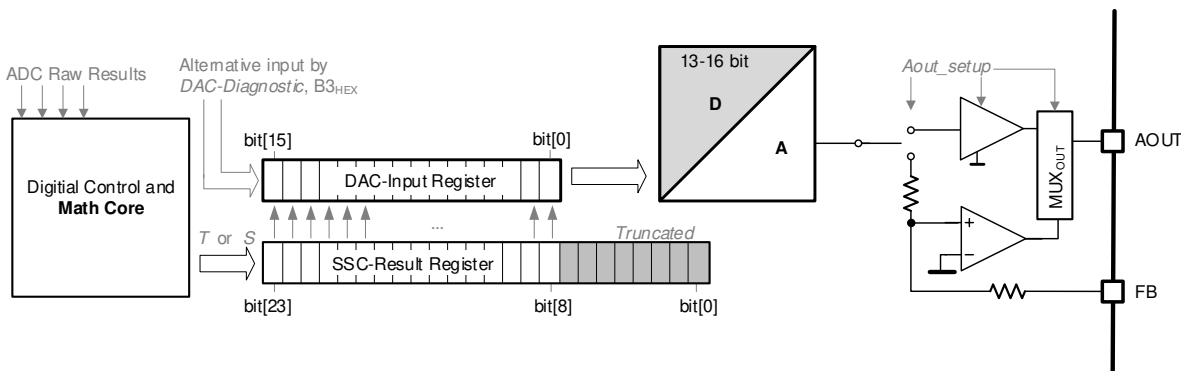 ADC Raw Results
Digitial Control and
Math Core
Alternative input by
DAC-Diagnostic, B3HEX
bit[15]
bit[0]
DAC-Input Register
...
T or S
Truncated
SSC-Result Register
bit[23]
bit[8]
bit[0]
13-16 bit
D
A
Aout_setup
MUXOUT
+
−
AOUT
FB